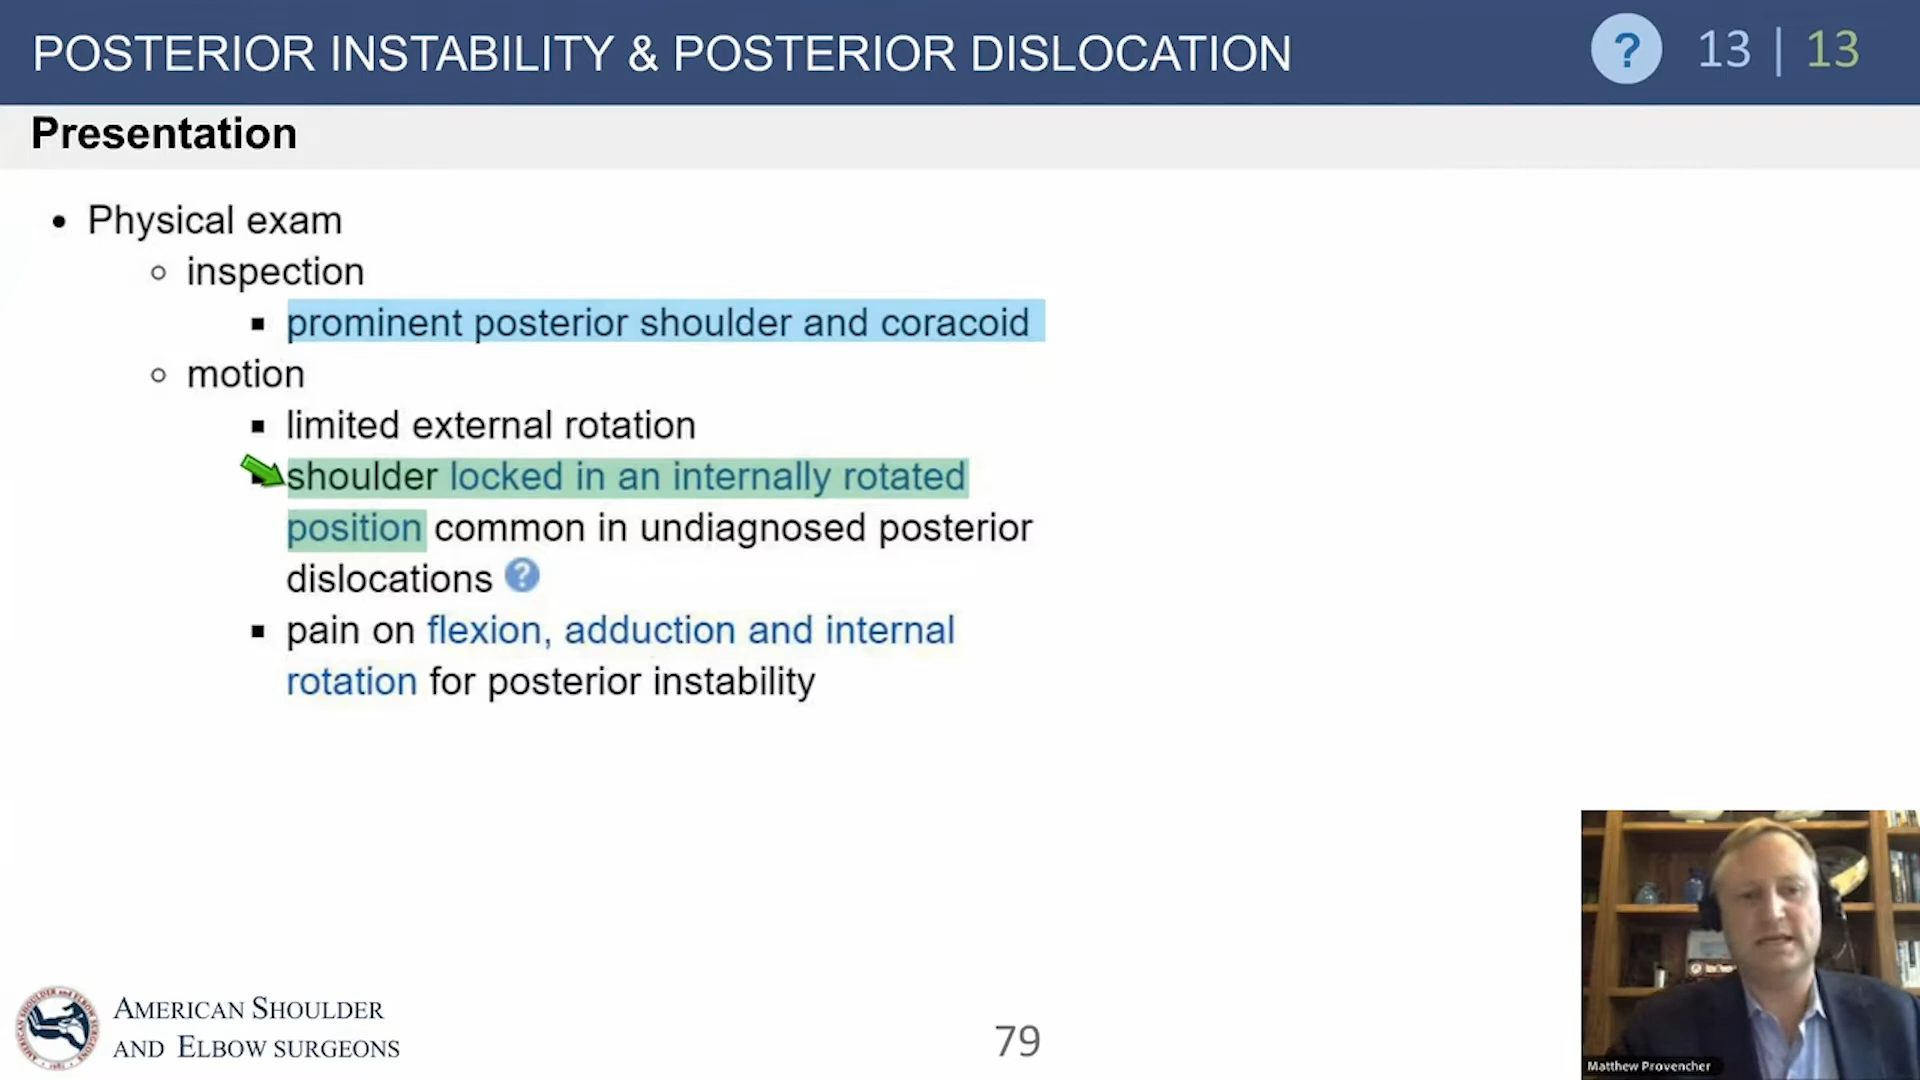 POSTERIOR INSTABILITY & POSTERIOR DISLOCATION
? 13 | 13
Presentation
• Physical exam
inspection
prominent posterior shoulder and coracoid
motion
limited external rotation
shoulder locked in an internally rotated
position common in undiagnosed posterior
dislocations ?
pain on flexion, adduction and internal
rotation for posterior instability
AMERICAN SHOULDER
AND ELBOW SURGEONS
79
Matthew Provencher